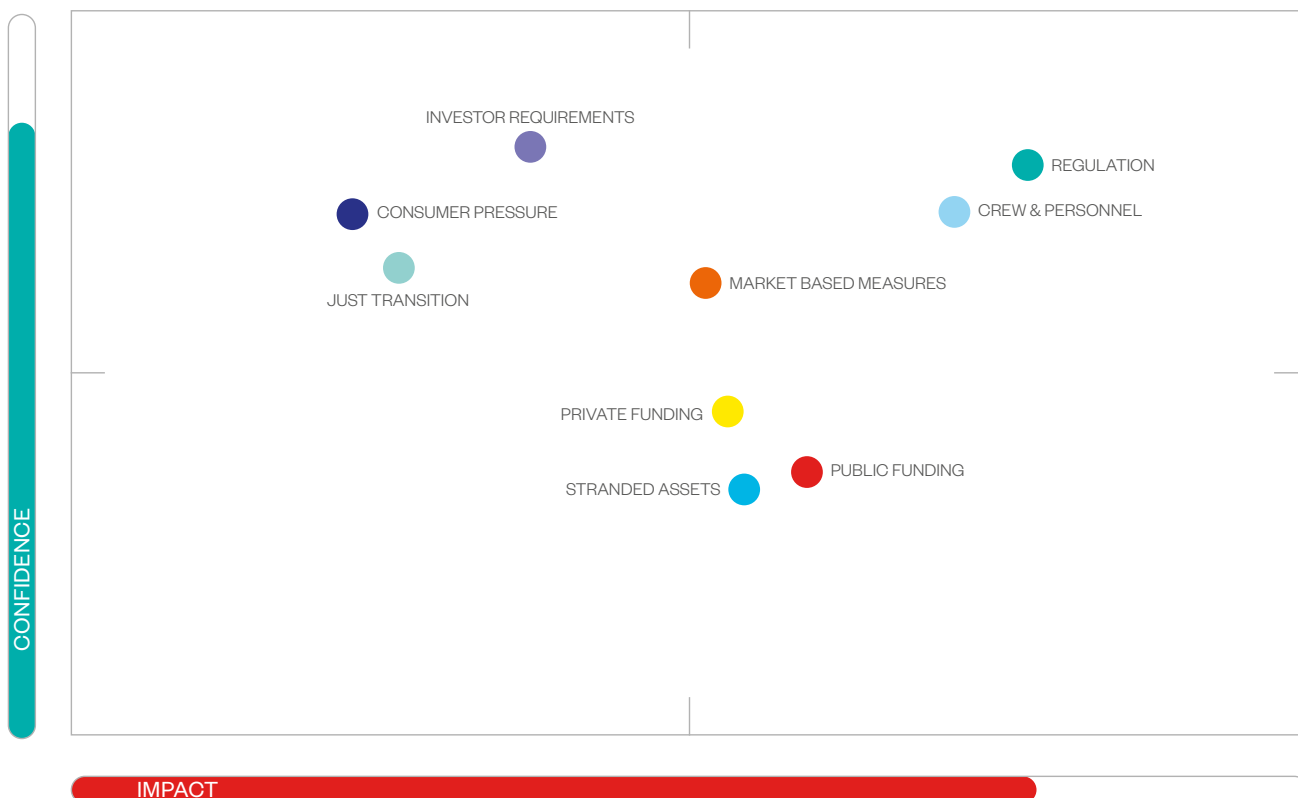 INVESTOR REQUIREMENTS
REGULATION
CONSUMER PRESSURE
CREW & PERSONNEL
JUST TRANSITION
MARKET BASED MEASURES
PRIVATE FUNDING
PUBLIC FUNDING
STRANDED ASSETS
CONFIDENCE
IMPACT